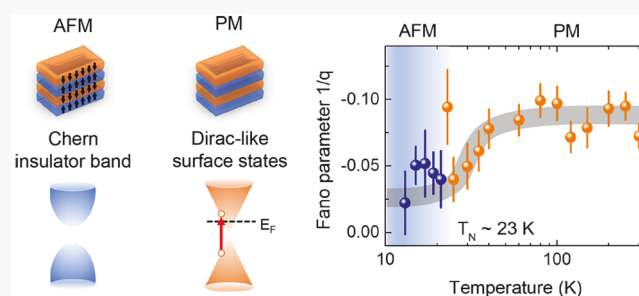 AFM
PM
Chern
insulator band
Dirac-like
surface states
E_F
AFM
PM
Fano parameter 1/q
-0.10
-0.05
0.00
T_N ~ 23 K
10
100
Temperature (K)